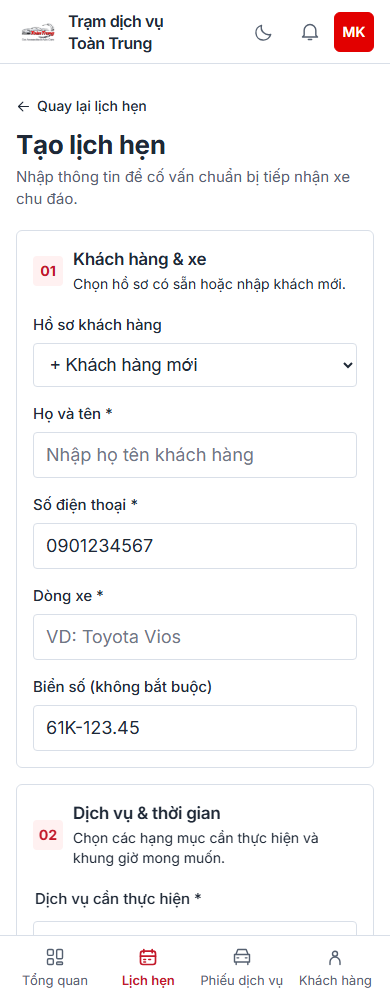 Toàn Trung
Trạm dịch vụ
Toàn Trung
MK
← Quay lại lịch hẹn
Tạo lịch hẹn
Nhập thông tin để cố vấn chuẩn bị tiếp nhận xe
chu đáo.
01
Khách hàng & xe
Chọn hồ sơ có sẵn hoặc nhập khách mới.
Hồ sơ khách hàng
+ Khách hàng mới
Họ và tên *
Nhập họ tên khách hàng
Số điện thoại *
0901234567
Dòng xe *
VD: Toyota Vios
Biển số (không bắt buộc)
61K-123.45
02
Dịch vụ & thời gian
Chọn các hạng mục cần thực hiện và
khung giờ mong muốn.
Dịch vụ cần thực hiện *
Tổng quan
Lịch hẹn
Phiếu dịch vụ
Khách hàng